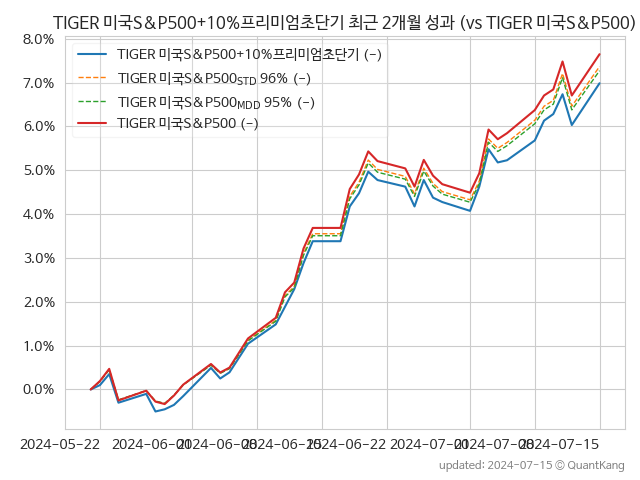 TIGER 미국S&P500+10%프리미엄초단기 최근 2개월 성과 (vs TIGER 미국S&P500)
8.0%
7.0%
6.0%
5.0%
4.0%
3.0%
2.0%
1.0%
0.0%
TIGER 미국S&P500+10%프리미엄초단기 (−)
TIGER 미국S&P500STD 96% (−)
TIGER 미국S&P500MDD 95% (−)
TIGER 미국S&P500 (−)
2024−05−22 2024−06−01 2024−06−08 2024−06−15 2024−06−22 2024−07−01 2024−07−08 2024−07−15
updated: 2024-07-15 © QuantKang